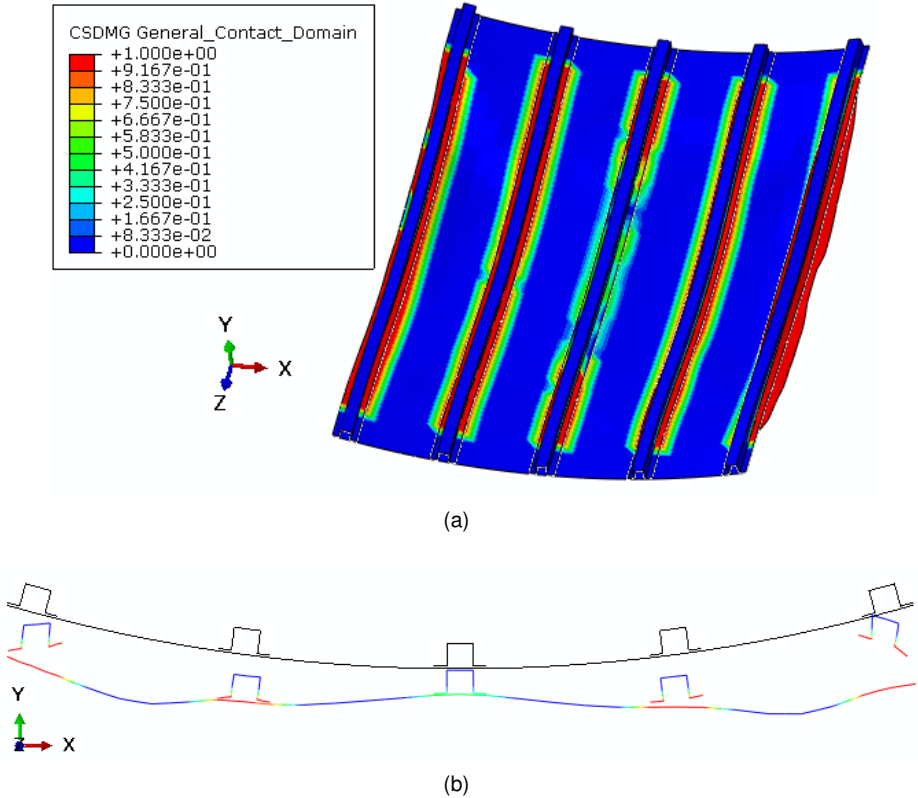 CSDMG General_Contact_Domain
+1.000e+00
+9.167e-01
+8.333e-01
+7.500e-01
+6.667e-01
+5.833e-01
+5.000e-01
+4.167e-01
+3.333e-01
+2.500e-01
+1.667e-01
+8.333e-02
+0.000e+00
Y
X
Z
(a)
Y
Z
X
(b)